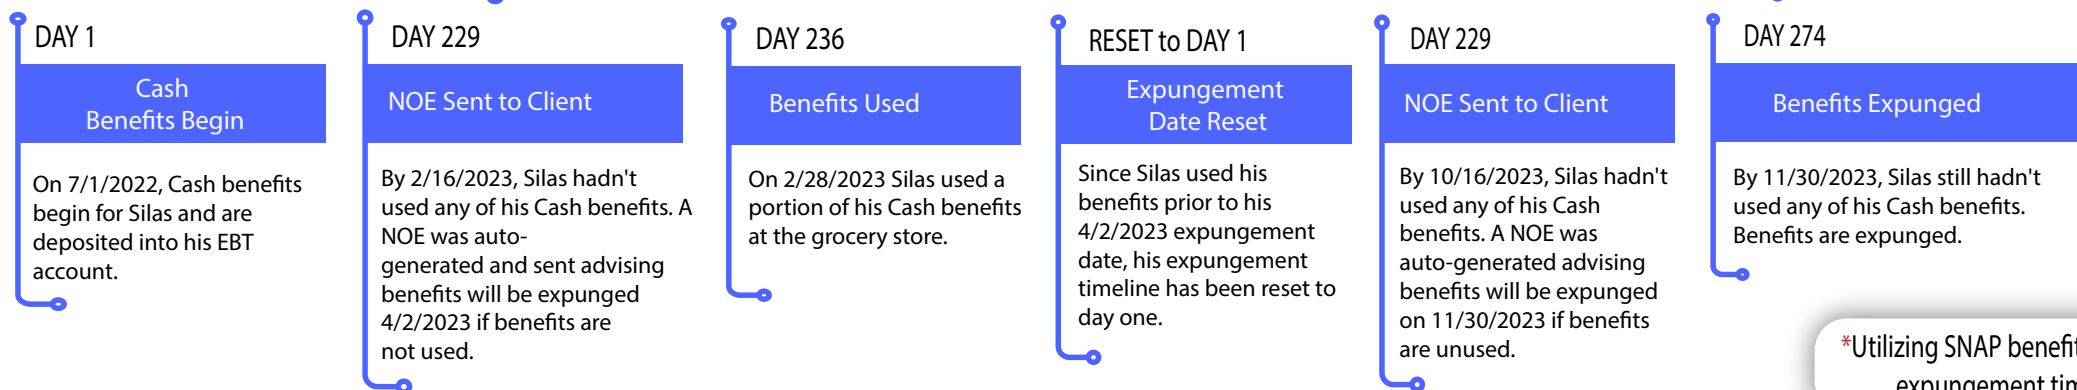 DAY 1
Cash
Benefits Begin
On 7/1/2022, Cash benefits
begin for Silas and are
deposited into his EBT
account.
DAY 229
NOE Sent to Client
By 2/16/2023, Silas hadn't
used any of his Cash benefits. A
NOE was auto-
generated and sent advising
benefits will be expunged
4/2/2023 if benefits are
not used.
DAY 236
Benefits Used
On 2/28/2023 Silas used a
portion of his Cash benefits
at the grocery store.
RESET to DAY 1
Expungement
Date Reset
Since Silas used his
benefits prior to his
4/2/2023 expungement
date, his expungement
timeline has been reset to
day one.
DAY 229
NOE Sent to Client
By 10/16/2023, Silas hadn't
used any of his Cash
benefits. A NOE was
auto-generated advising
benefits will be expunged
on 11/30/2023 if benefits
are unused.
DAY 274
Benefits Expunged
By 11/30/2023, Silas still hadn't
used any of his Cash benefits.
Benefits are expunged.
*Utilizing SNAP benefit
expungement tim